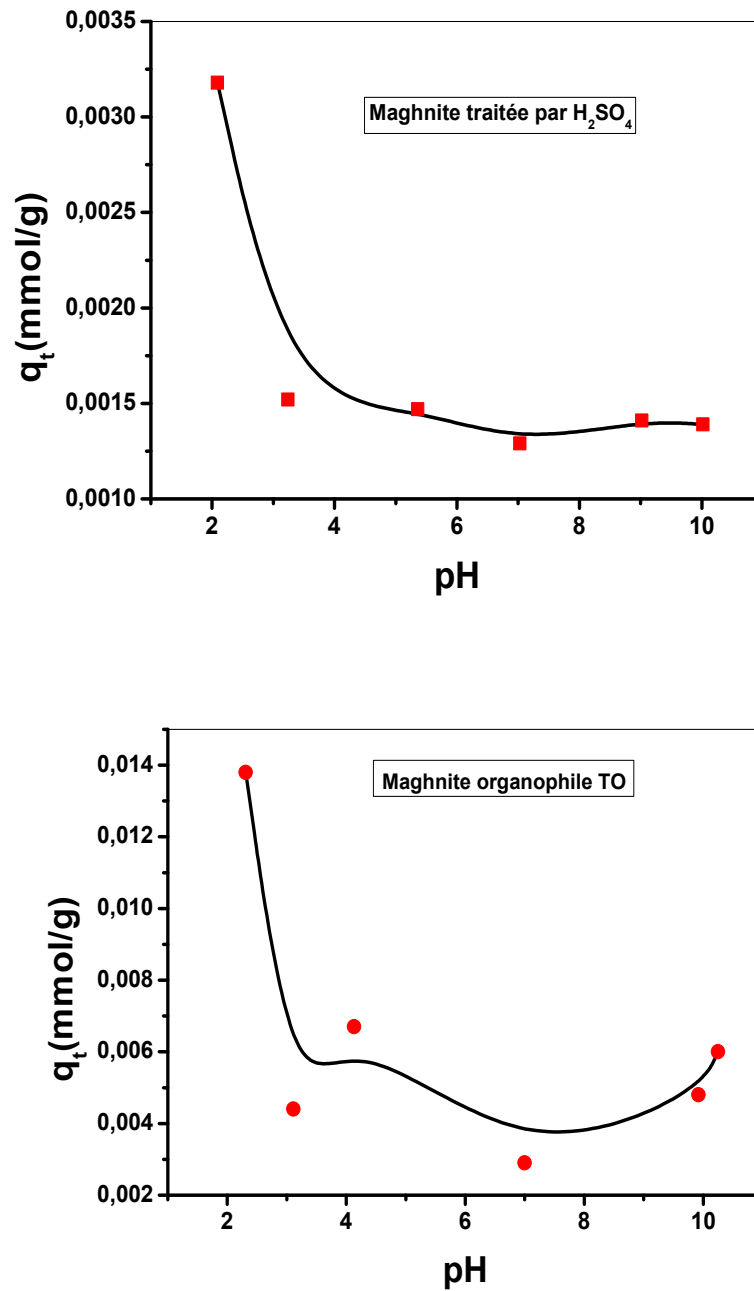 0,0035
0,0030
0,0025
0,0020
0,0015
0,0010
q_t(mmol/g)
Maghnite traitée par H₂SO₄
2 4 6 8 10
pH
0,014
0,012
0,010
0,008
0,006
0,004
0,002
q_t(mmol/g)
Maghnite organophile TO
2 4 6 8 10
pH